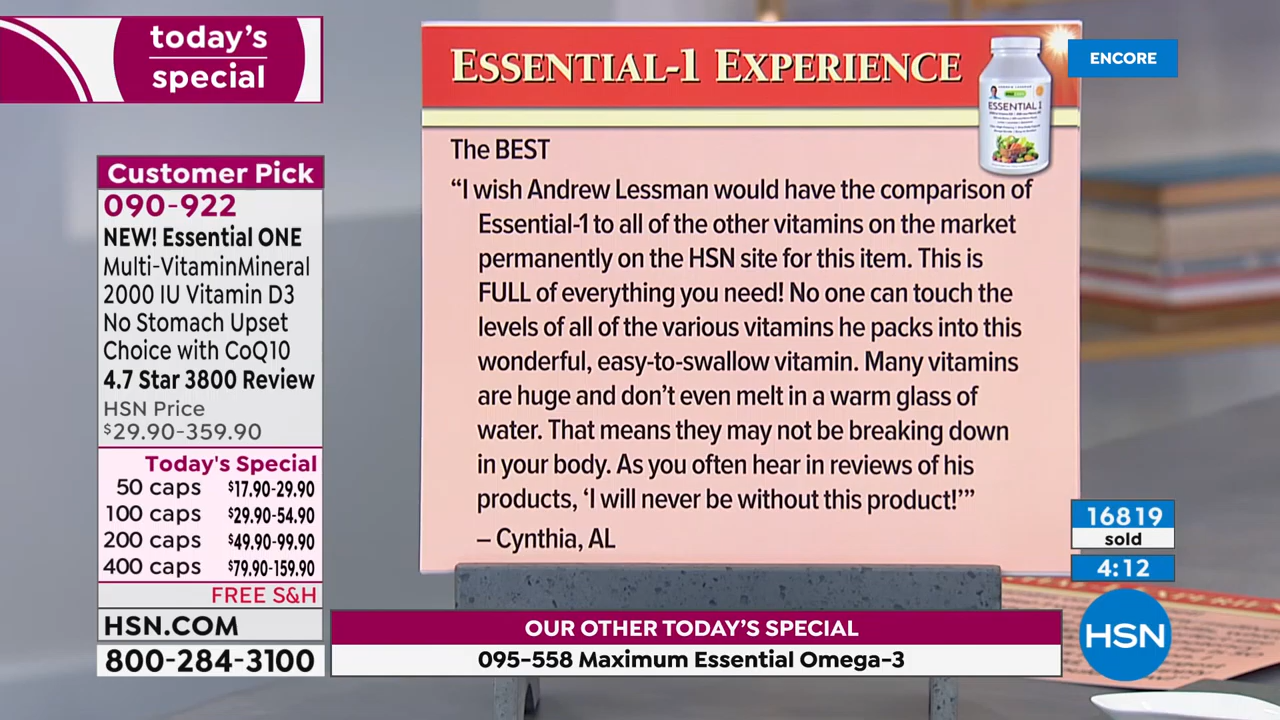 today's
special
Customer Pick
090-922
NEW! Essential ONE
Multi-VitaminMineral
2000 IU Vitamin D3
No Stomach Upset
Choice with CoQ10
4.7 Star 3800 Review
HSN Price
$29.90-359.90
Today's Special
50 caps $17.90-29.90
100 caps $29.90-54.90
200 caps $49.90-99.90
400 caps $79.90-159.90
FREE S&H
HSN.COM
800-284-3100
ESSENTIAL-1 EXPERIENCE
ESSENTIAL 1
The BEST
“I wish Andrew Lessman would have the comparison of
Essential-1 to all of the other vitamins on the market
permanently on the HSN site for this item. This is
FULL of everything you need! No one can touch the
levels of all of the various vitamins he packs into this
wonderful, easy-to-swallow vitamin. Many vitamins
are huge and don’t even melt in a warm glass of
water. That means they may not be breaking down
in your body. As you often hear in reviews of his
products, ‘I will never be without this product!’”
– Cynthia, AL
ENCORE
16819
sold
4:12
HSN
OUR OTHER TODAY'S SPECIAL
095-558 Maximum Essential Omega-3